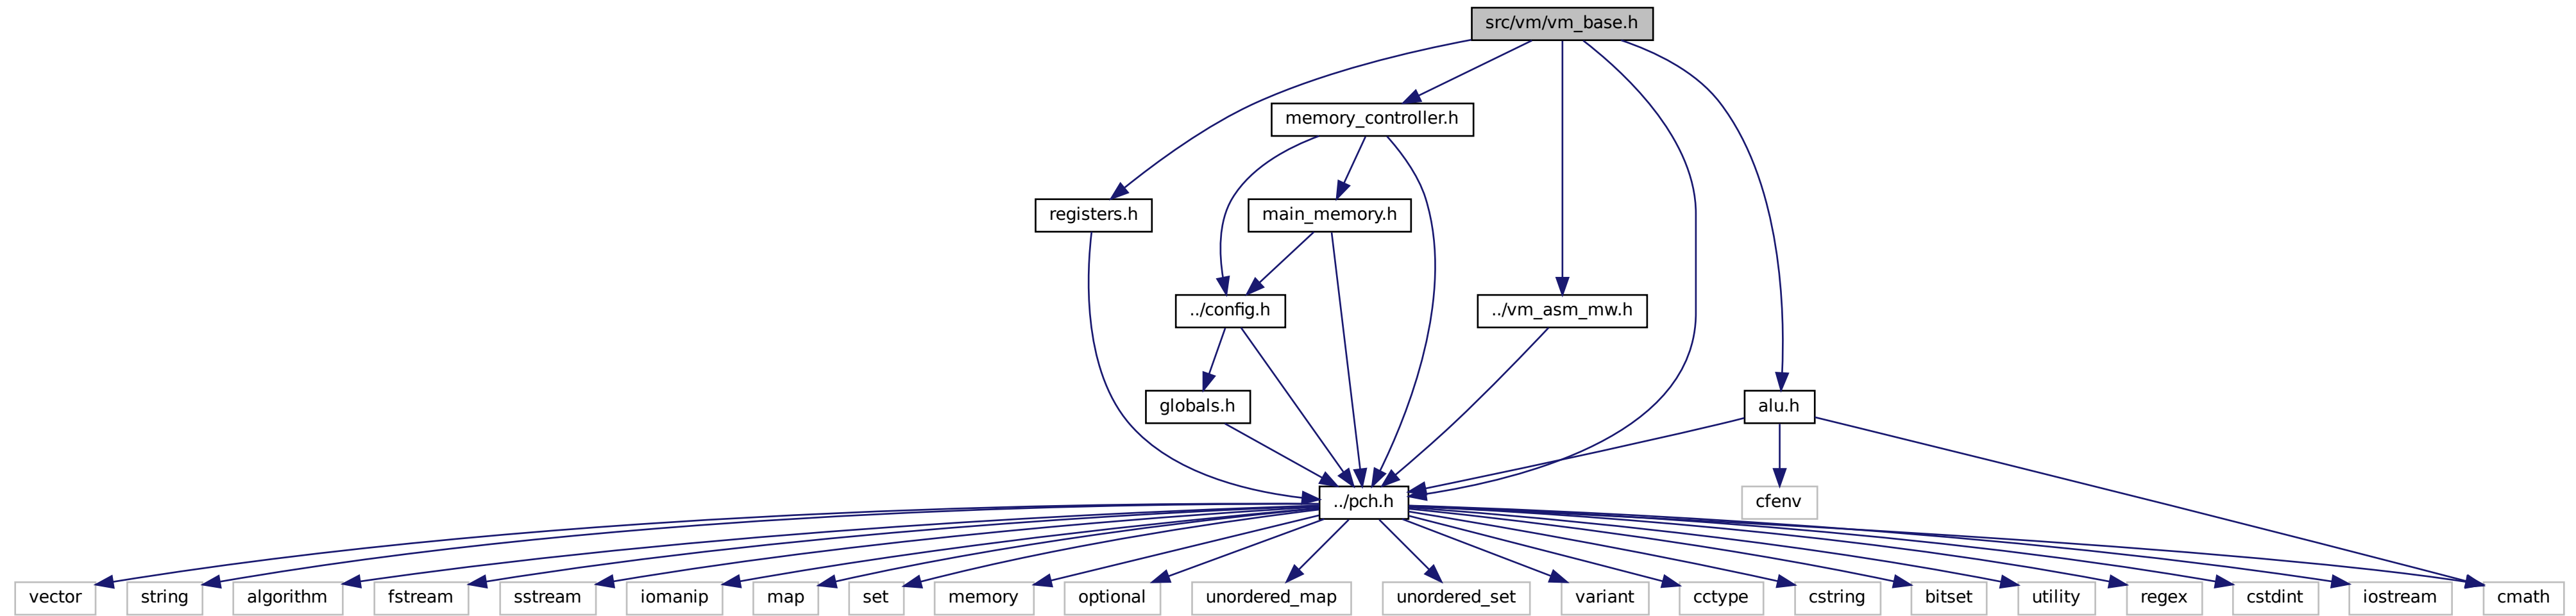 src/vm/vm_base.h
memory_controller.h
registers.h
main_memory.h
../config.h
../vm_asm_mw.h
globals.h
alu.h
../pch.h
cfenv
vector
string
algorithm
fstream
sstream
iomanip
map
set
memory
optional
unordered_map
unordered_set
variant
cctype
cstring
bitset
utility
regex
cstdint
iostream
cmath